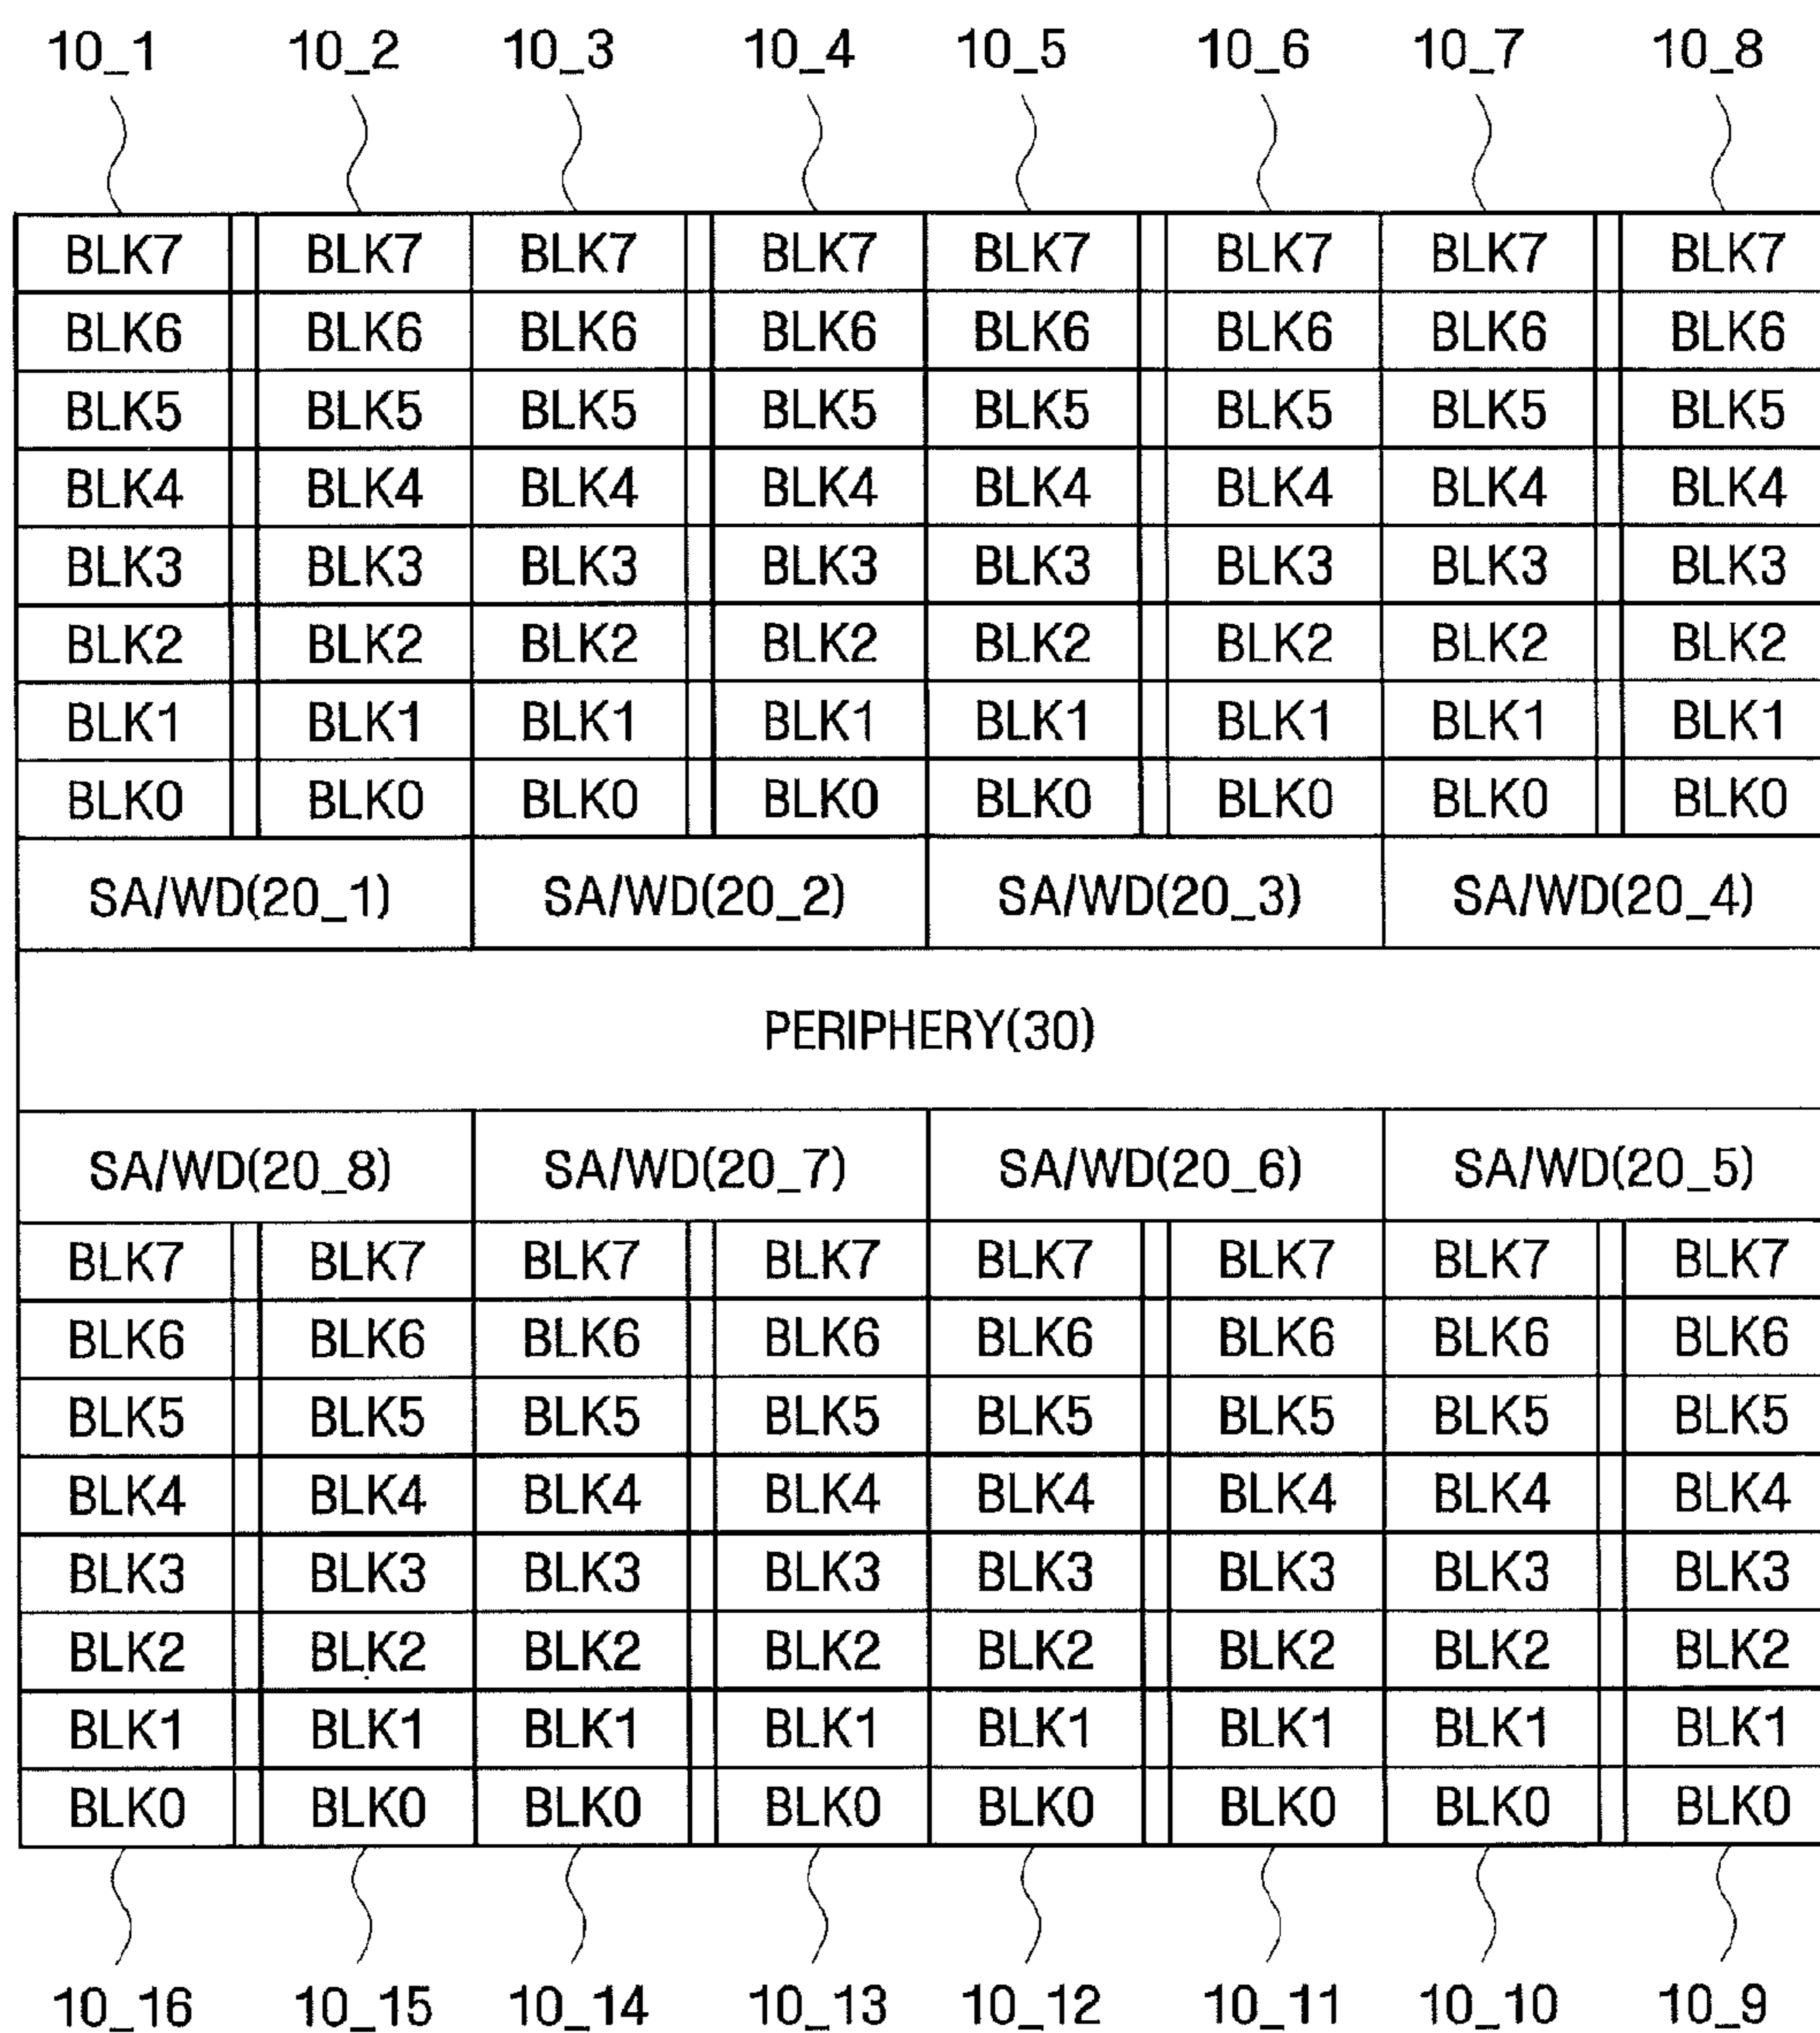 10_1 10_2 10_3 10_4 10_5 10_6 10_7 10_8
BLK7 BLK7 BLK7 BLK7 BLK7 BLK7 BLK7 BLK7
BLK6 BLK6 BLK6 BLK6 BLK6 BLK6 BLK6 BLK6
BLK5 BLK5 BLK5 BLK5 BLK5 BLK5 BLK5 BLK5
BLK4 BLK4 BLK4 BLK4 BLK4 BLK4 BLK4 BLK4
BLK3 BLK3 BLK3 BLK3 BLK3 BLK3 BLK3 BLK3
BLK2 BLK2 BLK2 BLK2 BLK2 BLK2 BLK2 BLK2
BLK1 BLK1 BLK1 BLK1 BLK1 BLK1 BLK1 BLK1
BLK0 BLK0 BLK0 BLK0 BLK0 BLK0 BLK0 BLK0
SA/WD(20_1) SA/WD(20_2) SA/WD(20_3) SA/WD(20_4)
PERIPHERY(30)
SA/WD(20_8) SA/WD(20_7) SA/WD(20_6) SA/WD(20_5)
BLK7 BLK7 BLK7 BLK7 BLK7 BLK7 BLK7 BLK7
BLK6 BLK6 BLK6 BLK6 BLK6 BLK6 BLK6 BLK6
BLK5 BLK5 BLK5 BLK5 BLK5 BLK5 BLK5 BLK5
BLK4 BLK4 BLK4 BLK4 BLK4 BLK4 BLK4 BLK4
BLK3 BLK3 BLK3 BLK3 BLK3 BLK3 BLK3 BLK3
BLK2 BLK2 BLK2 BLK2 BLK2 BLK2 BLK2 BLK2
BLK1 BLK1 BLK1 BLK1 BLK1 BLK1 BLK1 BLK1
BLK0 BLK0 BLK0 BLK0 BLK0 BLK0 BLK0 BLK0
10_16 10_15 10_14 10_13 10_12 10_11 10_10 10_9